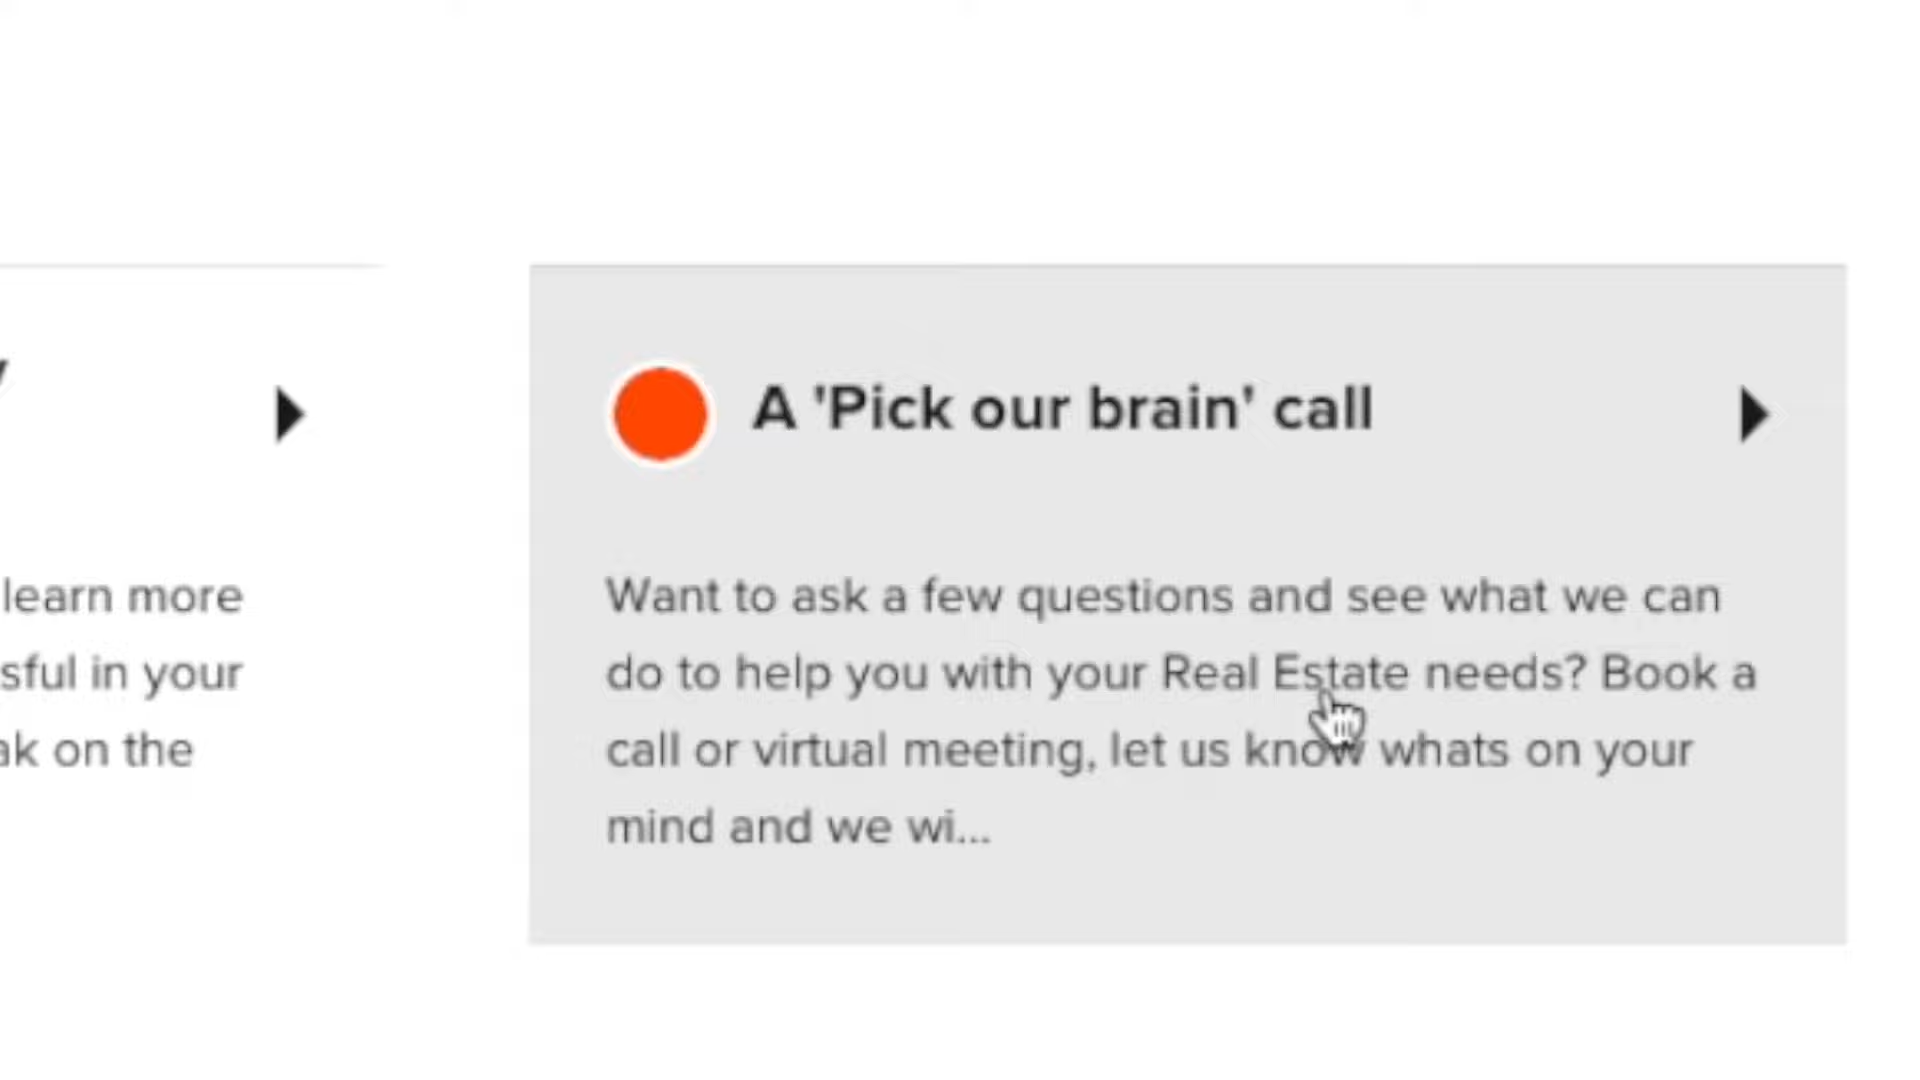 A 'Pick our brain' call
learn more
sful in your
ak on the
Want to ask a few questions and see what we can
do to help you with your Real Estate needs? Book a
call or virtual meeting, let us know whats on your
mind and we wi...